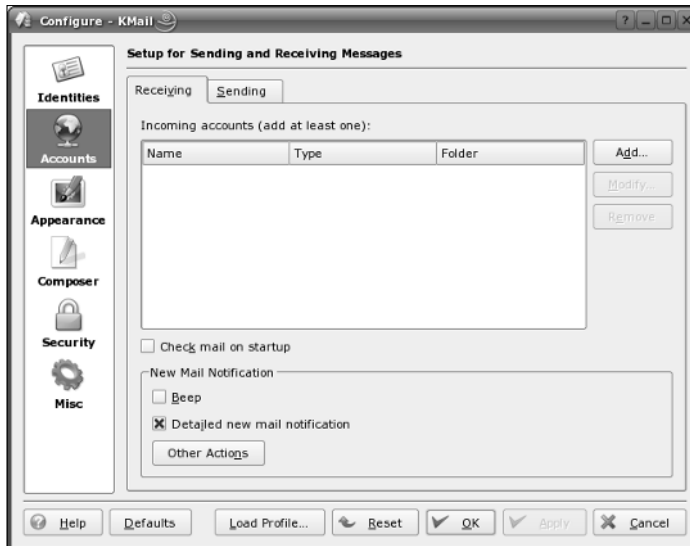 Configure - KMail
Setup for Sending and Receiving Messages
Identities
Accounts
Appearance
Composer
Security
Misc
Receiving
Sending
Incoming accounts (add at least one):
Name Type Folder
Add...
Modify...
Remove
Check mail on startup
New Mail Notification
Beep
Detailed new mail notification
Other Actions
Help Defaults Load Profile... Reset OK Apply Cancel